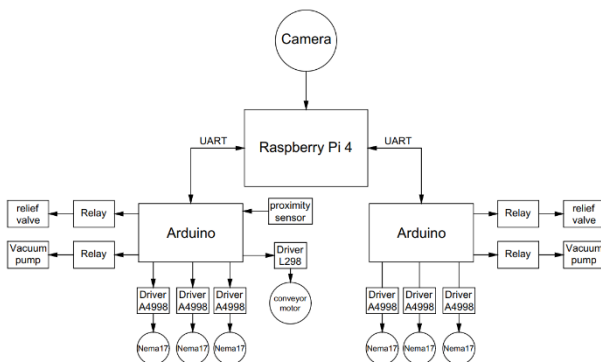 Camera
Raspberry Pi 4
UART
UART
relief
valve
Relay
Vacuum
pump
Relay
Arduino
proximity
sensor
Driver
L298
conveyor
motor
Driver
A4998
Driver
A4998
Driver
A4998
Nema17
Nema17
Nema17
Arduino
Relay
relief
valve
Relay
Vacuum
pump
Driver
A4998
Driver
A4998
Driver
A4998
Nema17
Nema17
Nema17